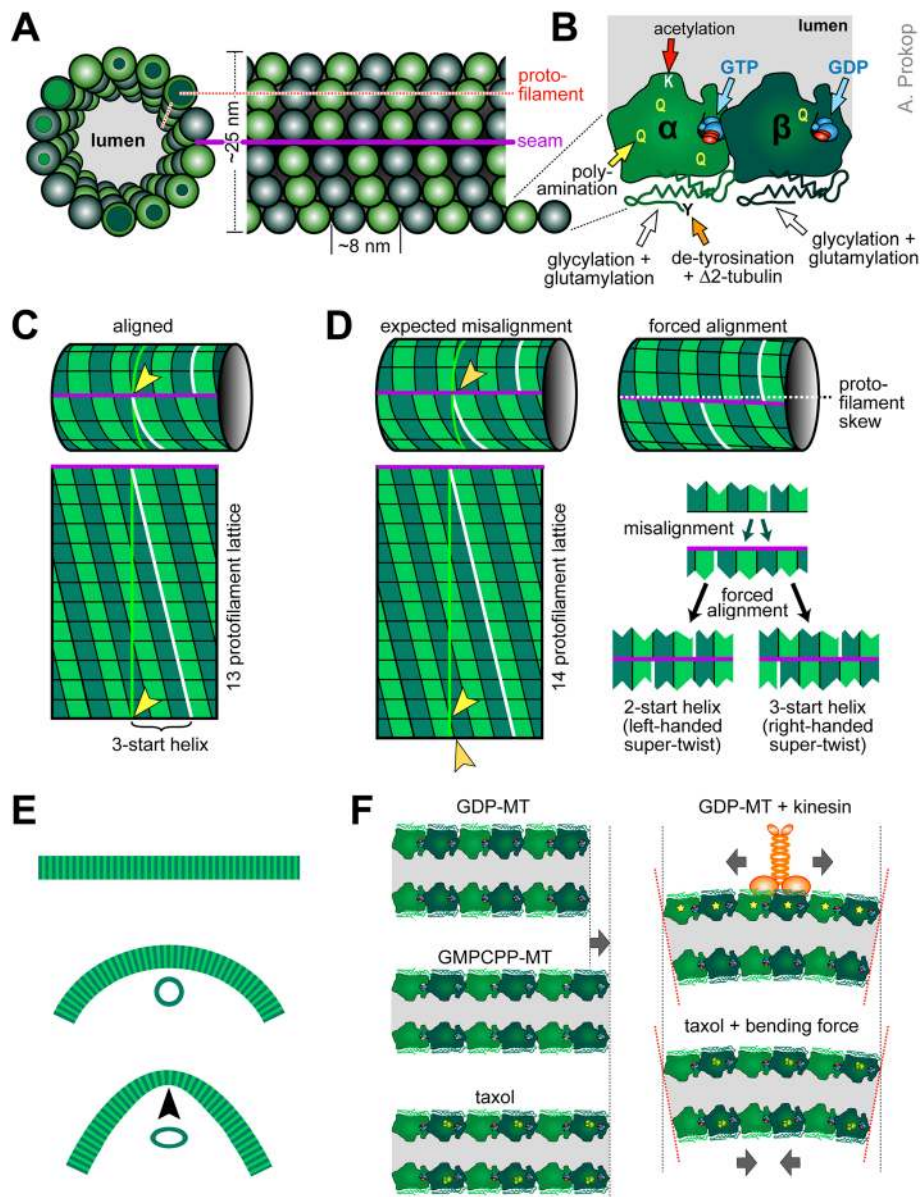 A
lumen
~25 nm
~8 nm
proto-
filament
seam
B
lumen
acetylation
K
GTP
GDP
Q
α
β
Q
Q
poly-
amination
Y
glycylation +
glutamylation
de-tyrosination
+ Δ2-tubulin
glycylation +
glutamylation
A. Prokop
C
aligned
13 protofilament lattice
3-start helix
D
expected misalignment
forced alignment
proto-
filament
skew
14 protofilament lattice
misalignment
forced
alignment
2-start helix
(left-handed
super-twist)
3-start helix
(right-handed
super-twist)
E
F
GDP-MT
GMPCPP-MT
taxol
GDP-MT + kinesin
taxol + bending force